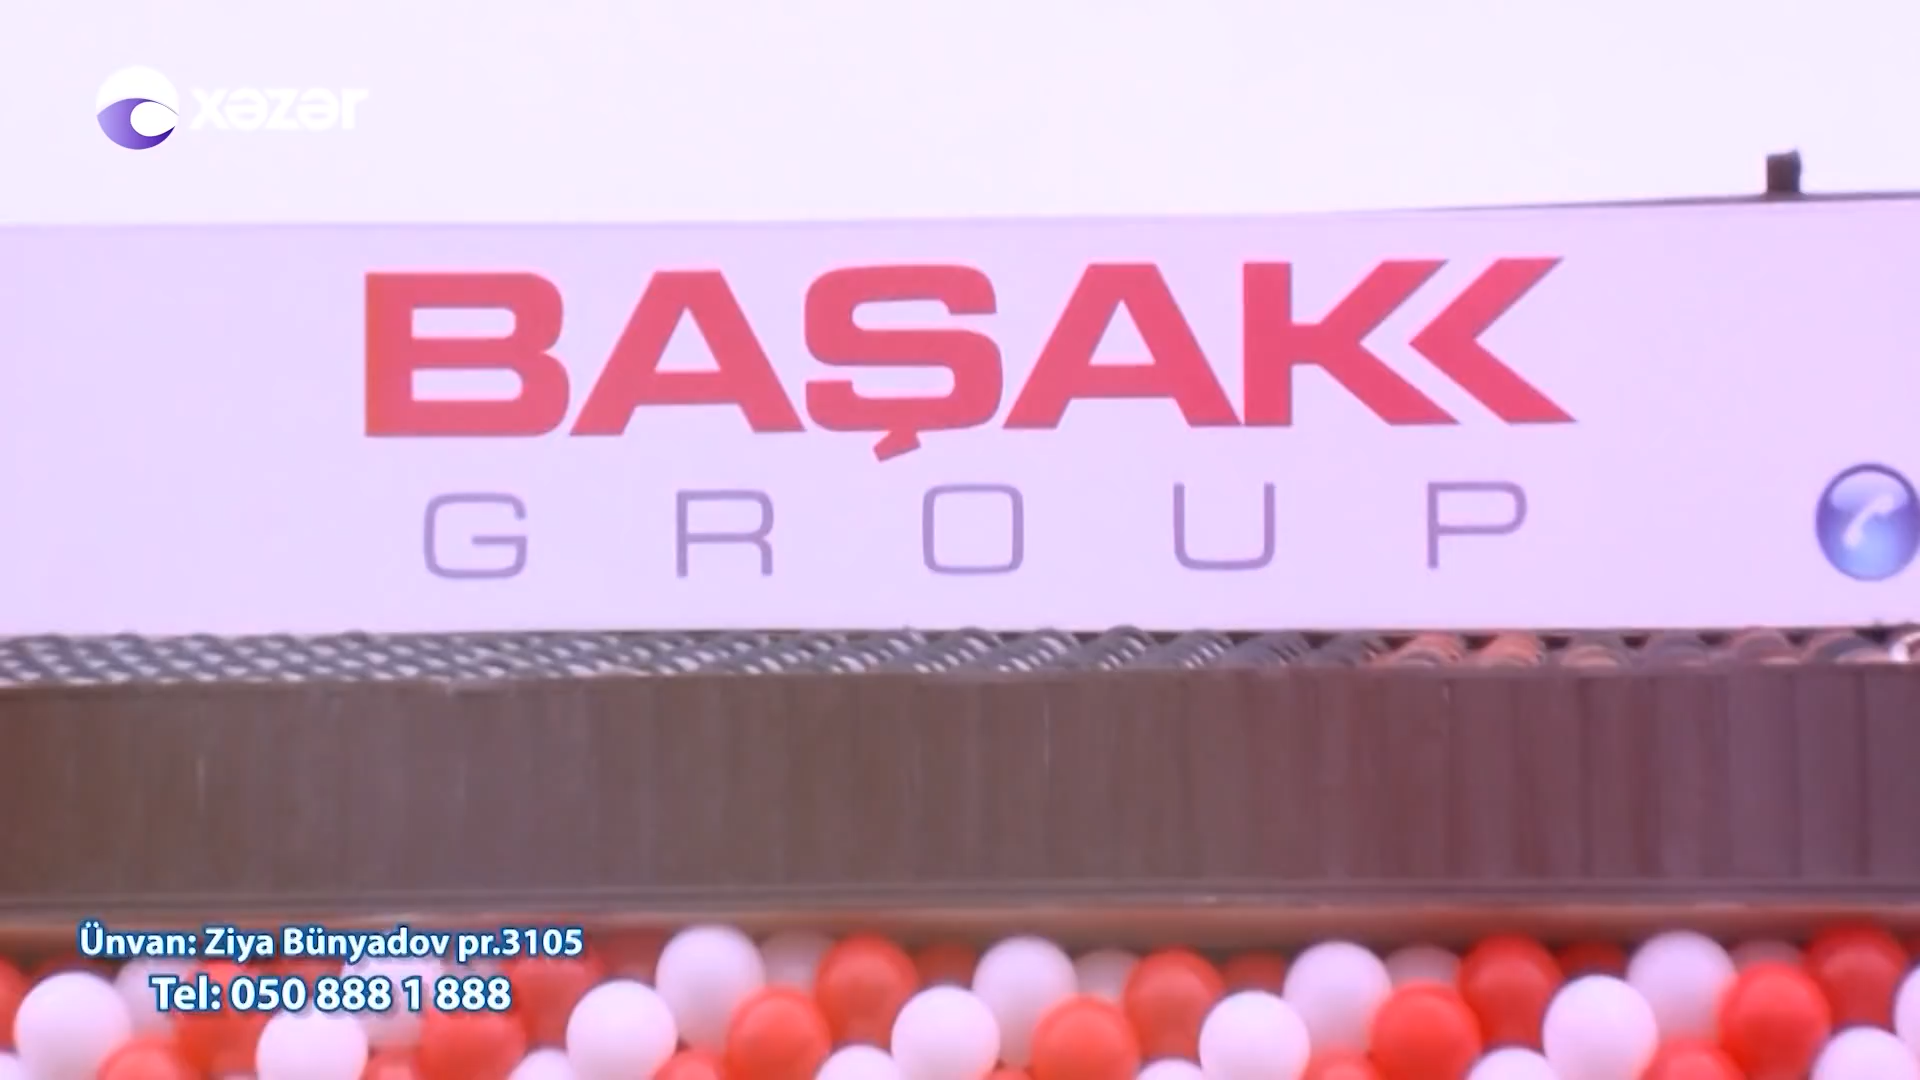 xəzər
BAŞAK
GROUP
Ünvan: Ziya Bünyadov pr.3105
Tel: 050 888 1 888